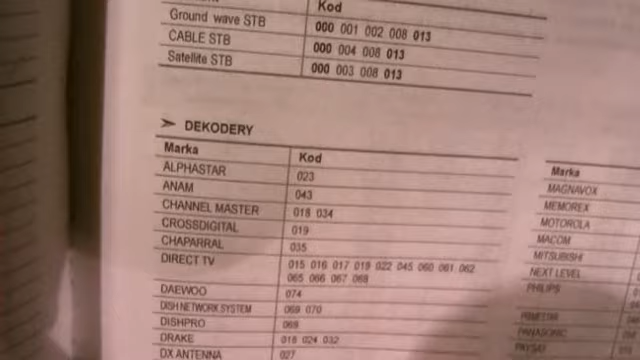 Kod
Ground wave STB 000 001 002 008 013
CABLE STB 000 004 008 013
Satellite STB 000 003 008 013
➣ DEKODERY
Marka Kod
ALPHASTAR 023
ANAM 043
CHANNEL MASTER 018 034
CROSSDIGITAL 019
CHAPARRAL 035
DIRECT TV 015 016 017 019 022 045 060 061 062
065 066 067 068
DAEWOO 074
DISH NETWORK SYSTEM 069 070
DISHPRO 069
DRAKE 018 024 032
DX ANTENNA 027
Marka
MAGNAVOX
MEMOREX
MOTOROLA
MACOM
MITSUBISHI
NEXT LEVEL
PHILIPS
PANASONIC
PAYSAT